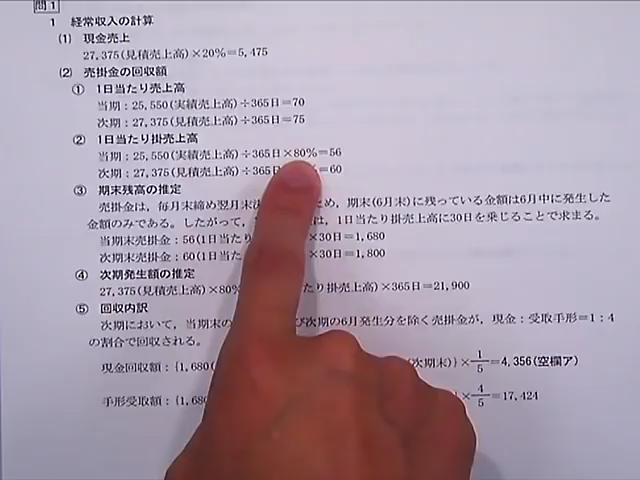 問1
1 経常収入の計算
(1) 現金売上
27,375(見積売上高)×20%=5,475
(2) 売掛金の回収額
① 1日当たり売上高
当期：25,550(実績売上高)÷365日=70
次期：27,375(見積売上高)÷365日=75
② 1日当たり掛売上高
当期：25,550(実績売上高)÷365日×80%=56
次期：27,375(見積売上高)÷365 =60
③ 期末残高の推定
売掛金は，毎月末締め翌月末 め，期末(6月末)に残っている金額は6月中に発生した
金額のみである。したがって， は，1日当たり掛売上高に30日を乗じることで求まる。
当期末売掛金：56(1日当たり ×30日=1,680
次期末売掛金：60(1日当 ×30日=1,800
④ 次期発生額の推定
27,375(見積売上高)×80% たり掛売上高)×365日=21,900
⑤ 回収内訳
次期において，当期末の び次期の6月発生分を除く売掛金が，現金：受取手形=1：4
の割合で回収される。
現金回収額：{1,680( 次期末)}×1/5=4,356(空欄ア)
手形受取額：{1,680 ×4/5=17,424